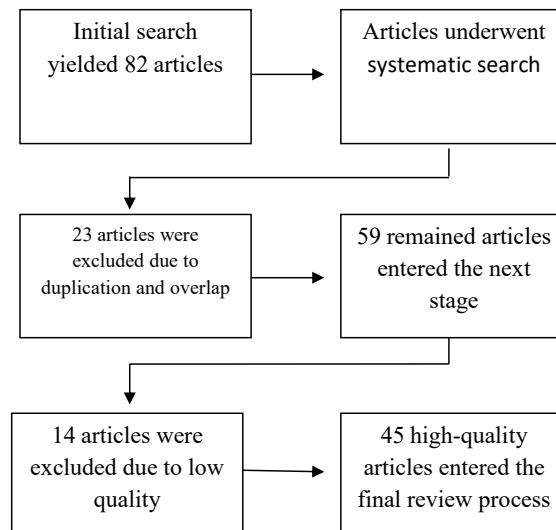 Initial search
yielded 82 articles
Articles underwent
systematic search
23 articles were
excluded due to
duplication and overlap
59 remained articles
entered the next
stage
14 articles were
excluded due to low
quality
45 high-quality
articles entered the
final review process